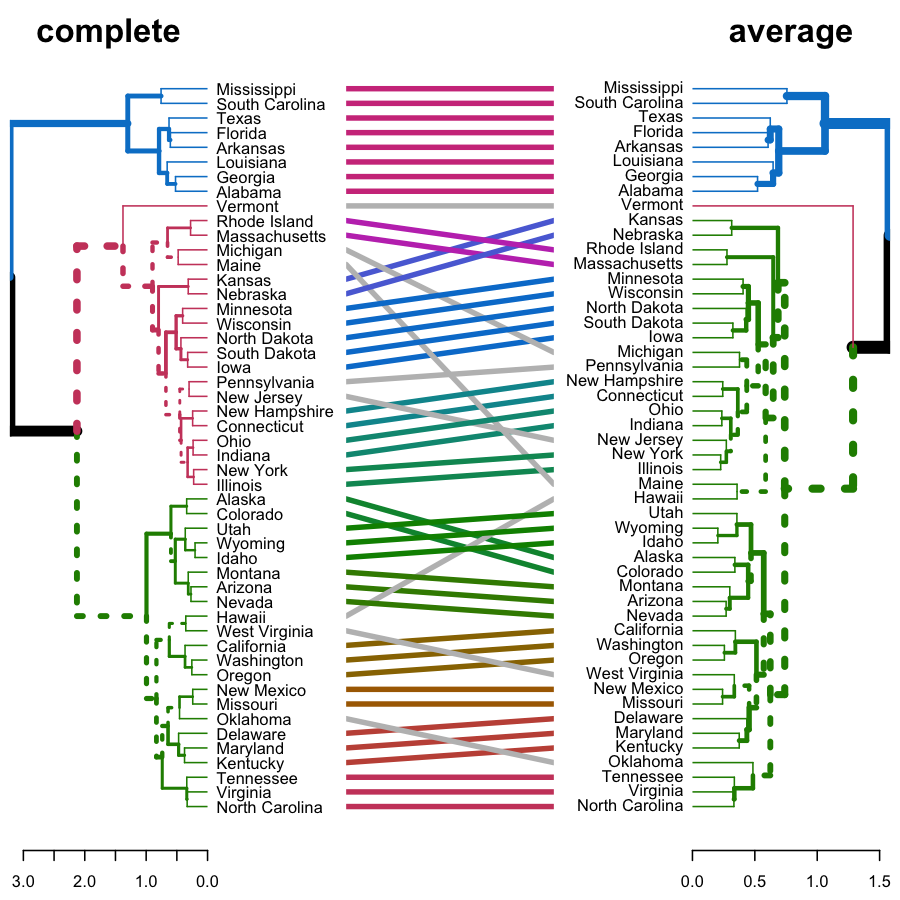 complete
average
Mississippi
South Carolina
Texas
Florida
Arkansas
Louisiana
Georgia
Alabama
Vermont
Rhode Island
Massachusetts
Michigan
Maine
Kansas
Nebraska
Minnesota
Wisconsin
North Dakota
South Dakota
Iowa
Pennsylvania
New Jersey
New Hampshire
Connecticut
Ohio
Indiana
New York
Illinois
Alaska
Colorado
Utah
Wyoming
Idaho
Montana
Arizona
Nevada
Hawaii
West Virginia
California
Washington
Oregon
New Mexico
Missouri
Oklahoma
Delaware
Maryland
Kentucky
Tennessee
Virginia
North Carolina
3.0 2.0 1.0 0.0
Mississippi
South Carolina
Texas
Florida
Arkansas
Louisiana
Georgia
Alabama
Vermont
Kansas
Nebraska
Rhode Island
Massachusetts
Minnesota
Wisconsin
North Dakota
South Dakota
Iowa
Michigan
Pennsylvania
New Hampshire
Connecticut
Ohio
Indiana
New Jersey
New York
Illinois
Maine
Hawaii
Utah
Wyoming
Idaho
Alaska
Colorado
Montana
Arizona
Nevada
California
Washington
Oregon
West Virginia
New Mexico
Missouri
Delaware
Maryland
Kentucky
Oklahoma
Tennessee
Virginia
North Carolina
0.0 0.5 1.0 1.5